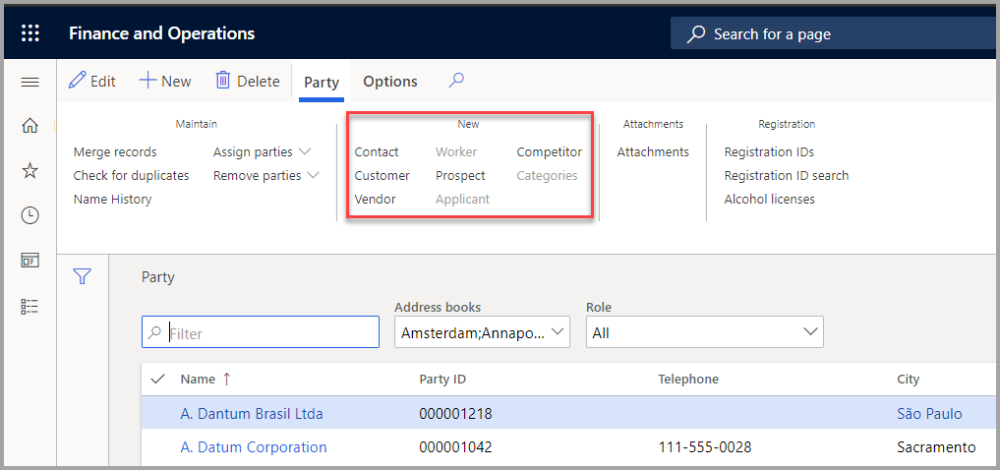 Finance and Operations
Search for a page
Edit
New
Delete
Party
Options
Maintain
Merge records
Assign parties
Check for duplicates
Remove parties
Name History
New
Contact
Worker
Competitor
Customer
Prospect
Categories
Vendor
Applicant
Attachments
Attachments
Registration
Registration IDs
Registration ID search
Alcohol licenses
Party
Address books
Role
Filter
Amsterdam;Annapo...
All
Name ↑ Party ID Telephone City
A. Dantum Brasil Ltda 000001218 São Paulo
A. Datum Corporation 000001042 111-555-0028 Sacramento